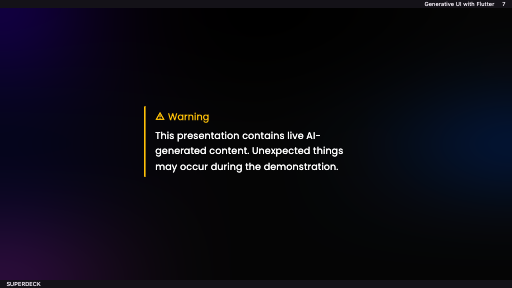 Generative UI with Flutter 7
⚠ Warning
This presentation contains live AI-
generated content. Unexpected things
may occur during the demonstration.
SUPERDECK